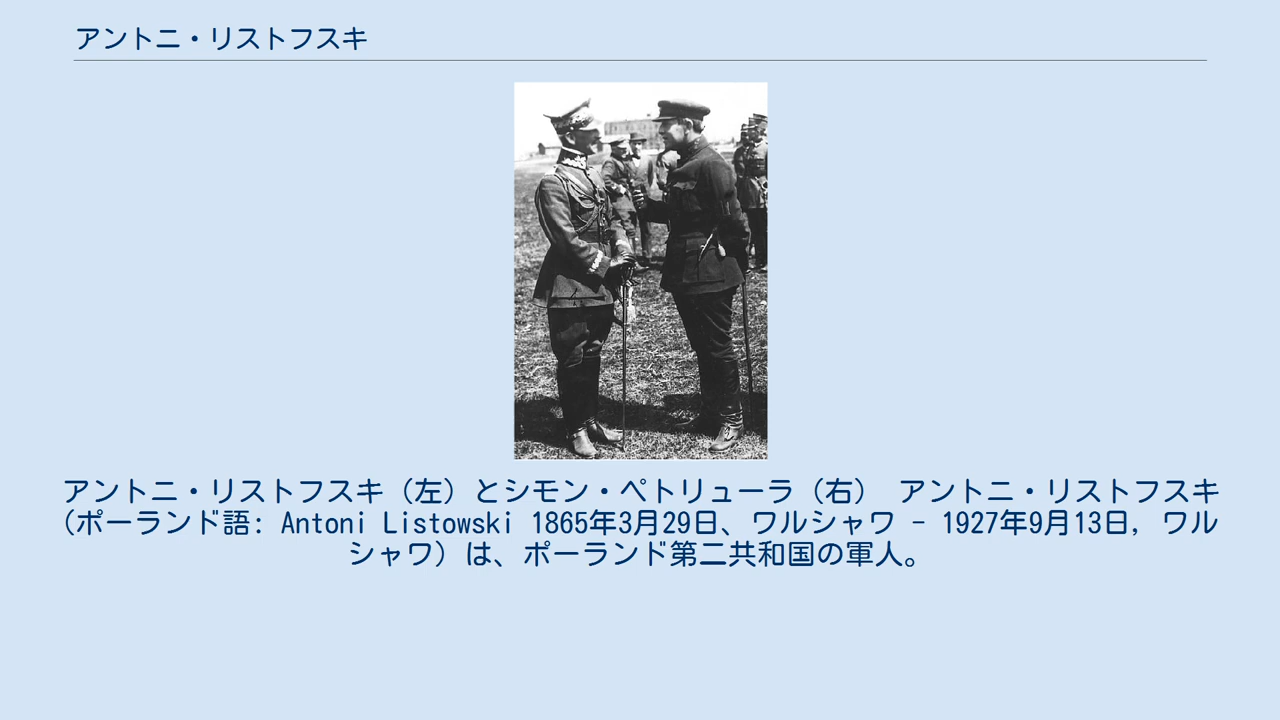 アントニ・リストフスキ
アントニ・リストフスキ（左）とシモン・ペトリューラ（右） アントニ・リストフスキ
(ポーランド語: Antoni Listowski 1865年3月29日、ワルシャワ - 1927年9月13日, ワル
シャワ）は、ポーランド第二共和国の軍人。